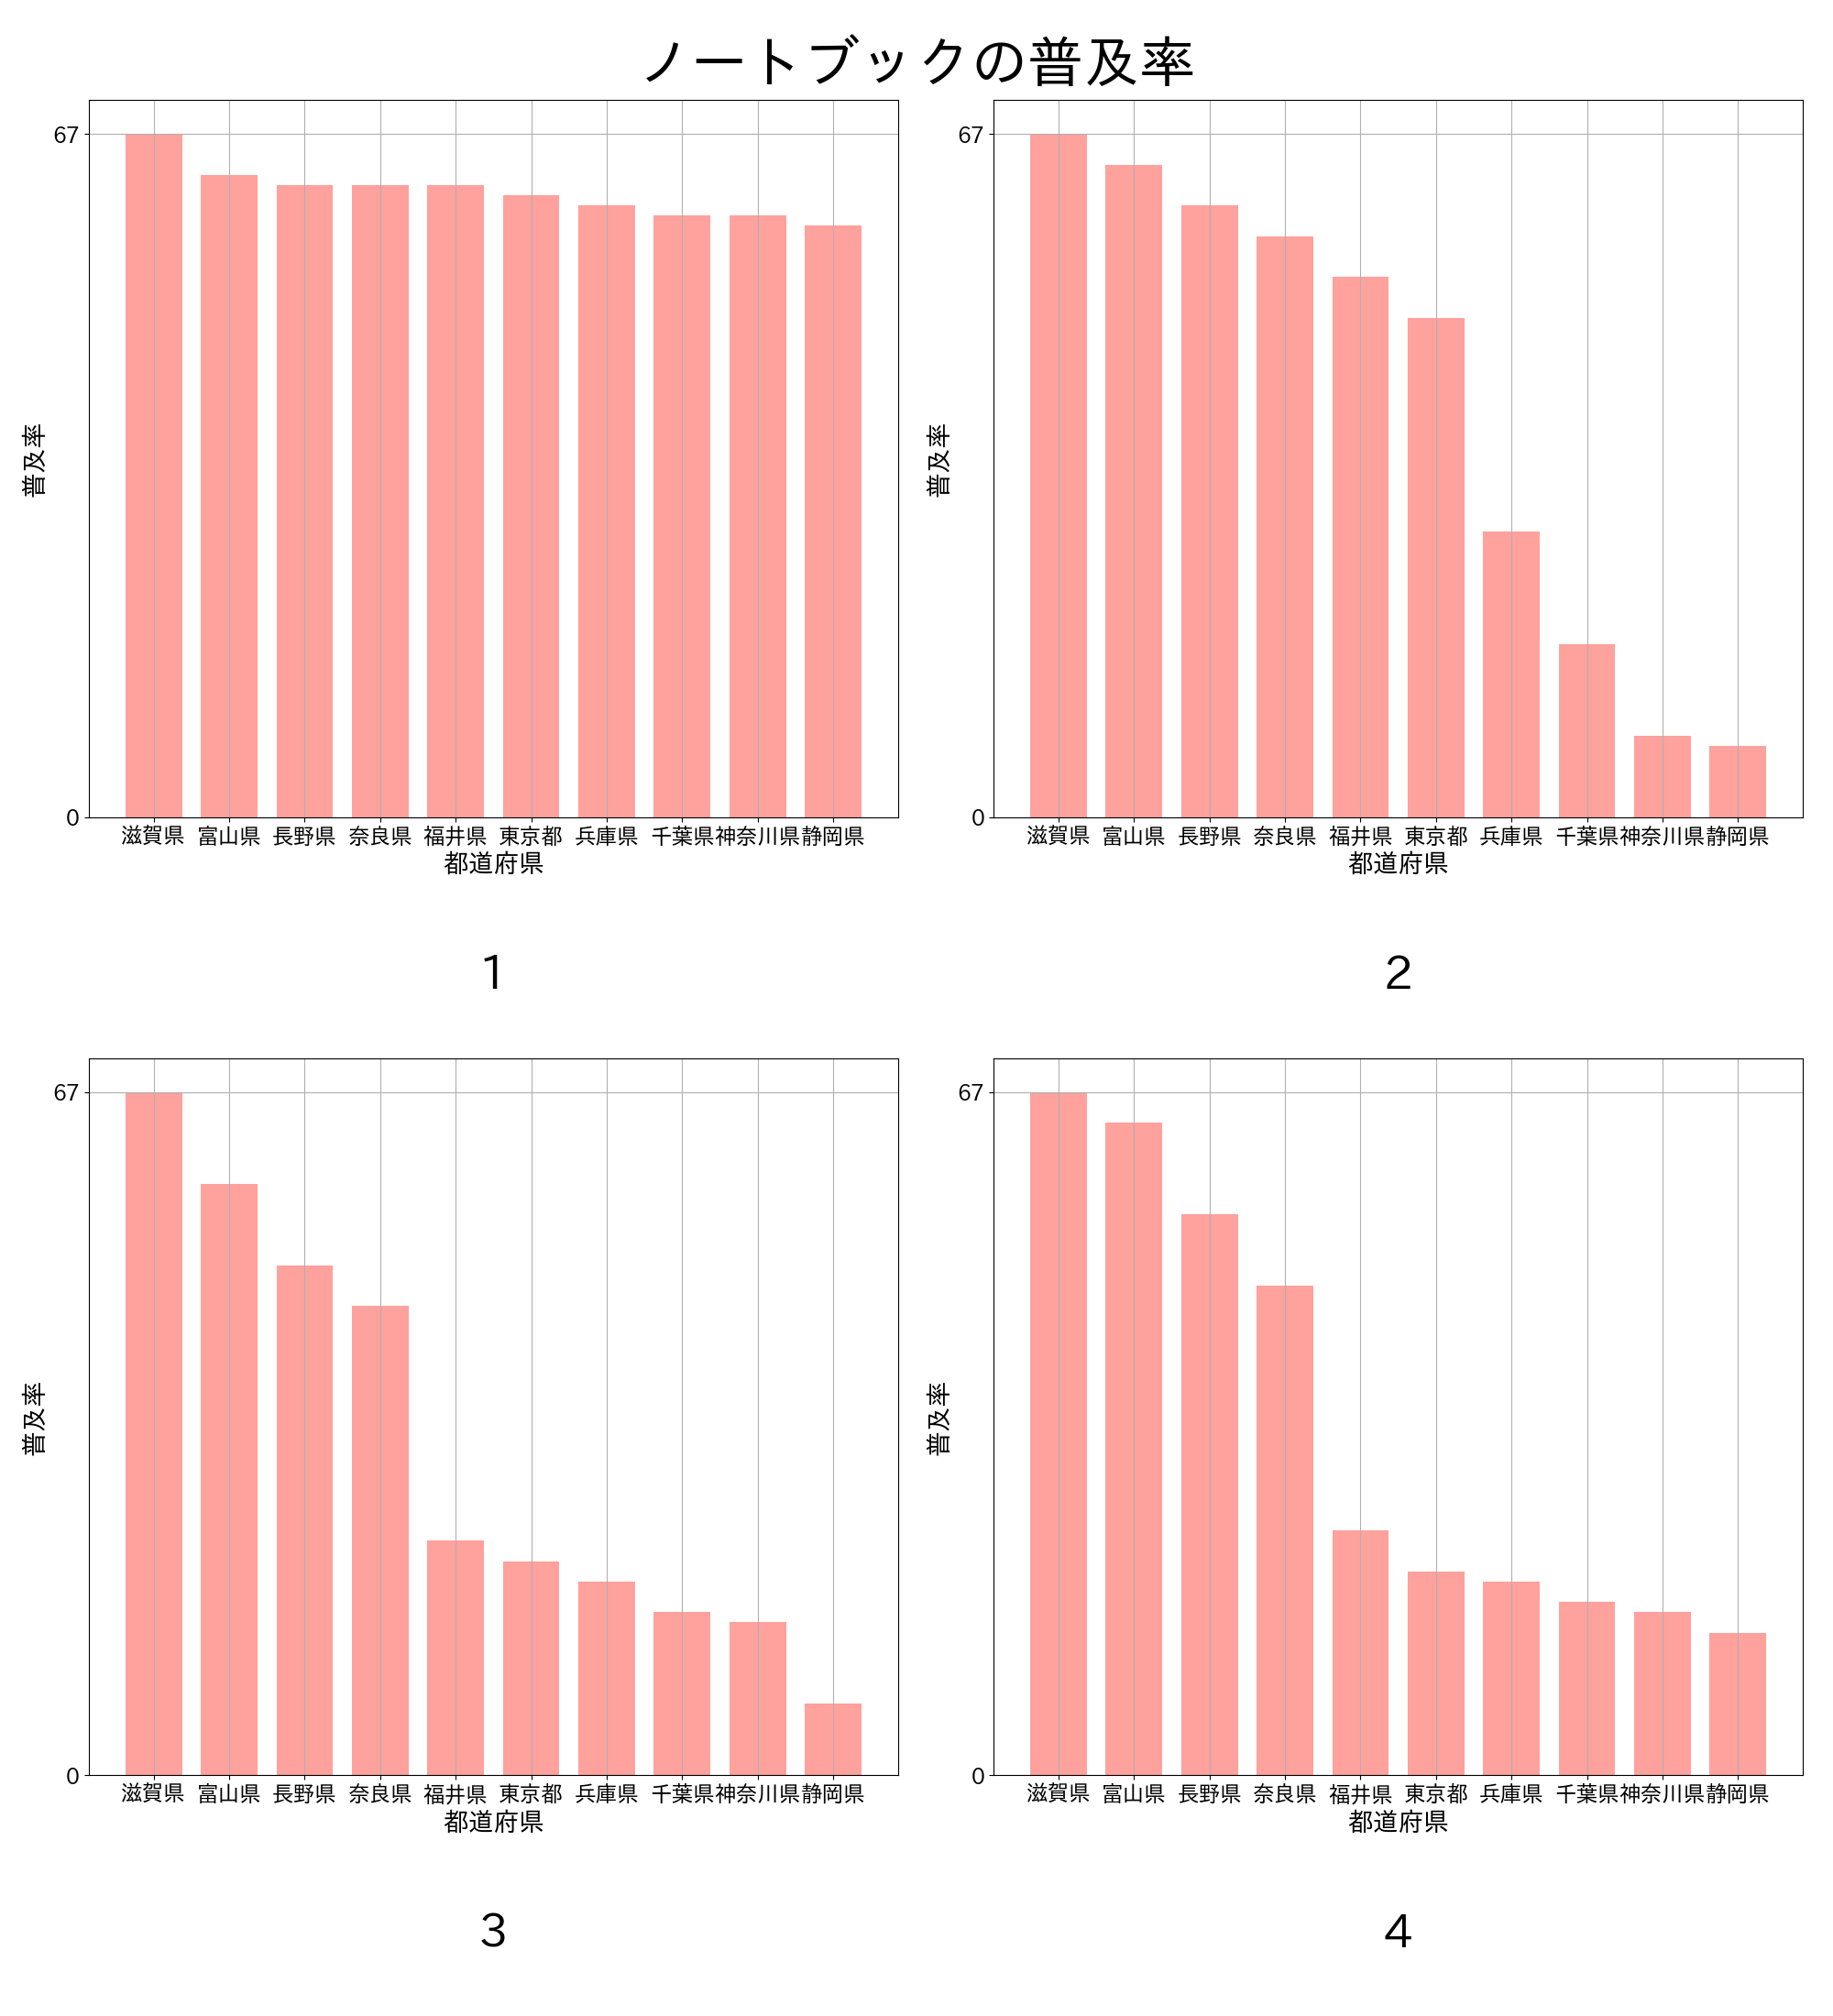 ノートブックの普及率
67
0
普及率
滋賀県 富山県 長野県 奈良県 福井県 東京都 兵庫県 千葉県 神奈川県 静岡県
都道府県
1
67
0
普及率
滋賀県 富山県 長野県 奈良県 福井県 東京都 兵庫県 千葉県 神奈川県 静岡県
都道府県
2
67
0
普及率
滋賀県 富山県 長野県 奈良県 福井県 東京都 兵庫県 千葉県 神奈川県 静岡県
都道府県
3
67
0
普及率
滋賀県 富山県 長野県 奈良県 福井県 東京都 兵庫県 千葉県 神奈川県 静岡県
都道府県
4